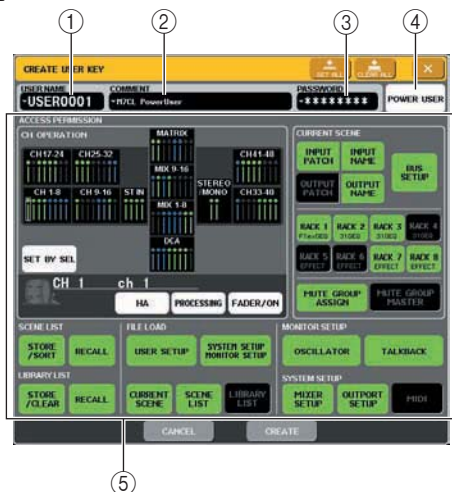 ① ② ③ ④
CREATE USER KEY SET ALL CLEAR ALL ×
USER NAME COMMENT PASSWORD
USER0001 M7CL PowerUser ******** POWER USER
ACCESS PERMISSION
CH OPERATION
MATRIX
CH17-24 CH25-32 CH41-48
MIX 9-16
CH 1-8 CH 9-16 ST IN STEREO /MONO CH33-40
MIX 1-8
DCA
SET BY SEL
CH 1 ch 1
HA PROCESSING FADER/ON
CURRENT SCENE
INPUT PATCH INPUT NAME BUS SETUP
OUTPUT PATCH OUTPUT NAME
RACK 1 RACK 2 RACK 3 RACK 4
FlexGEQ 31GEQ 31GEQ 31GEQ
RACK 5 RACK 6 RACK 7 RACK 8
EFFECT EFFECT EFFECT EFFECT
MUTE GROUP ASSIGN MUTE GROUP MASTER
SCENE LIST FILE LOAD MONITOR SETUP
STORE /SORT RECALL USER SETUP SYSTEM SETUP MONITOR SETUP OSCILLATOR TALKBACK
LIBRARY LIST SYSTEM SETUP
STORE /CLEAR RECALL CURRENT SCENE SCENE LIST LIBRARY LIST MIXER SETUP OUTPORT SETUP MIDI
CANCEL CREATE
⑤